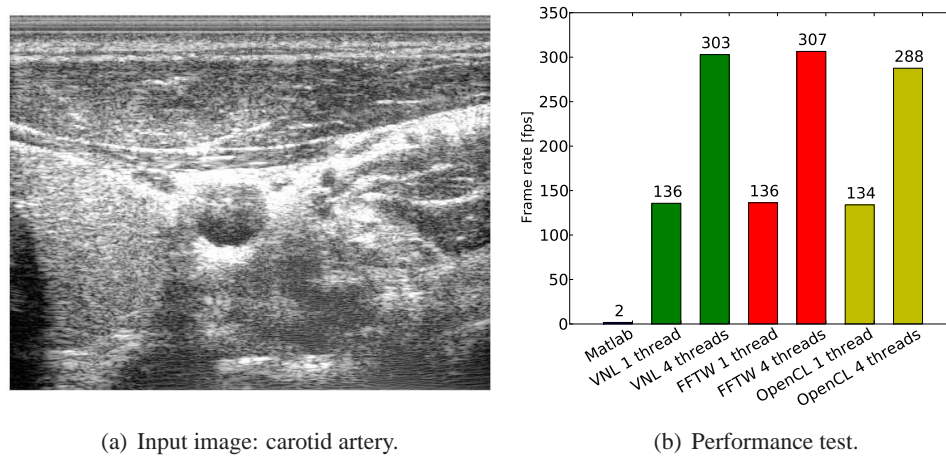 350
300
250
200
150
100
50
0
Frame rate [fps]
2
136
303
136
307
134
288
Matlab
VNL 1 thread
VNL 4 threads
FFTW 1 thread
FFTW 4 threads
OpenCL 1 thread
OpenCL 4 threads
(a) Input image: carotid artery.
(b) Performance test.